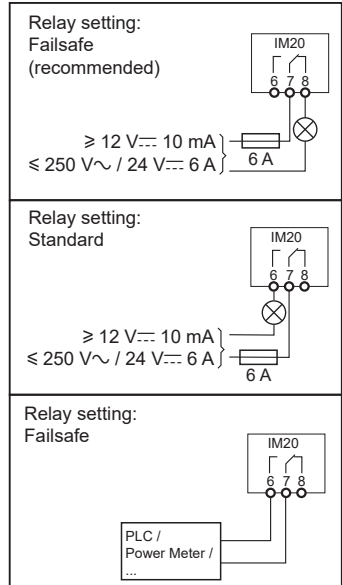 Relay setting:
Failsafe
(recommended)
IM20
6 7 8
≥ 12 V⎓ 10 mA
≤ 250 V∿ / 24 V⎓ 6 A
6 A
Relay setting:
Standard
IM20
6 7 8
≥ 12 V⎓ 10 mA
≤ 250 V∿ / 24 V⎓ 6 A
6 A
Relay setting:
Failsafe
IM20
6 7 8
PLC /
Power Meter /
...